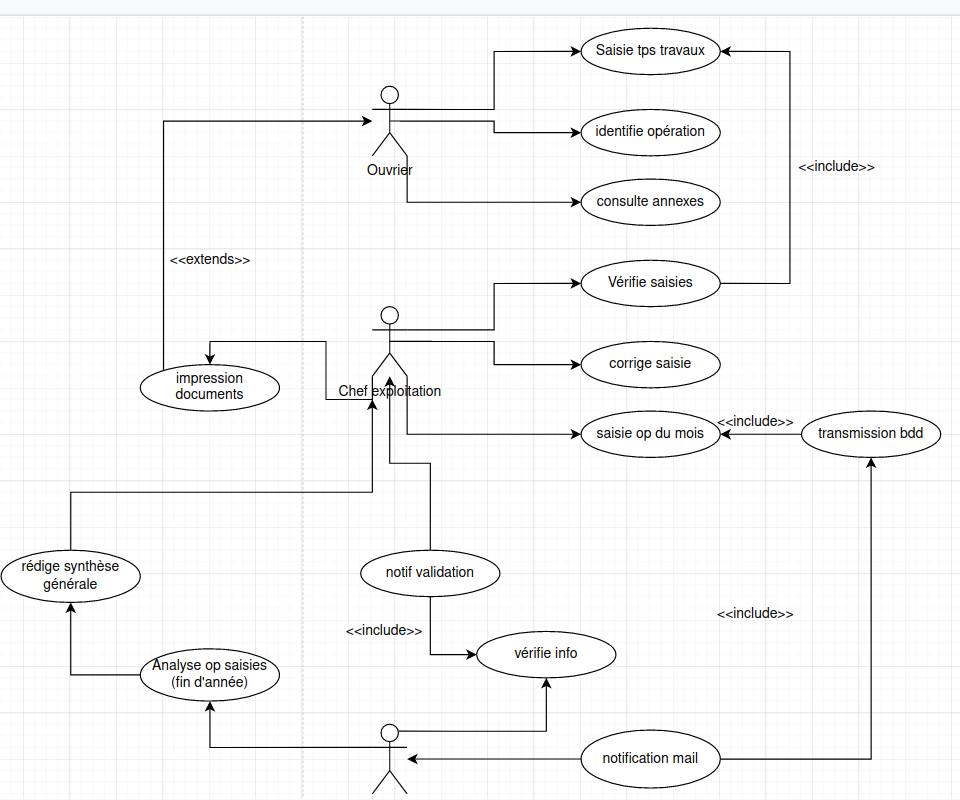 Saisie tps travaux
identifie opération
<<include>>
Ouvrier
consulte annexes
<<extends>>
Vérifie saisies
corrige saisie
impression
documents
Chef exploitation
<<include>>
saisie op du mois
transmission bdd
rédige synthèse
générale
notif validation
<<include>>
<<include>>
vérifie info
Analyse op saisies
(fin d'année)
notification mail